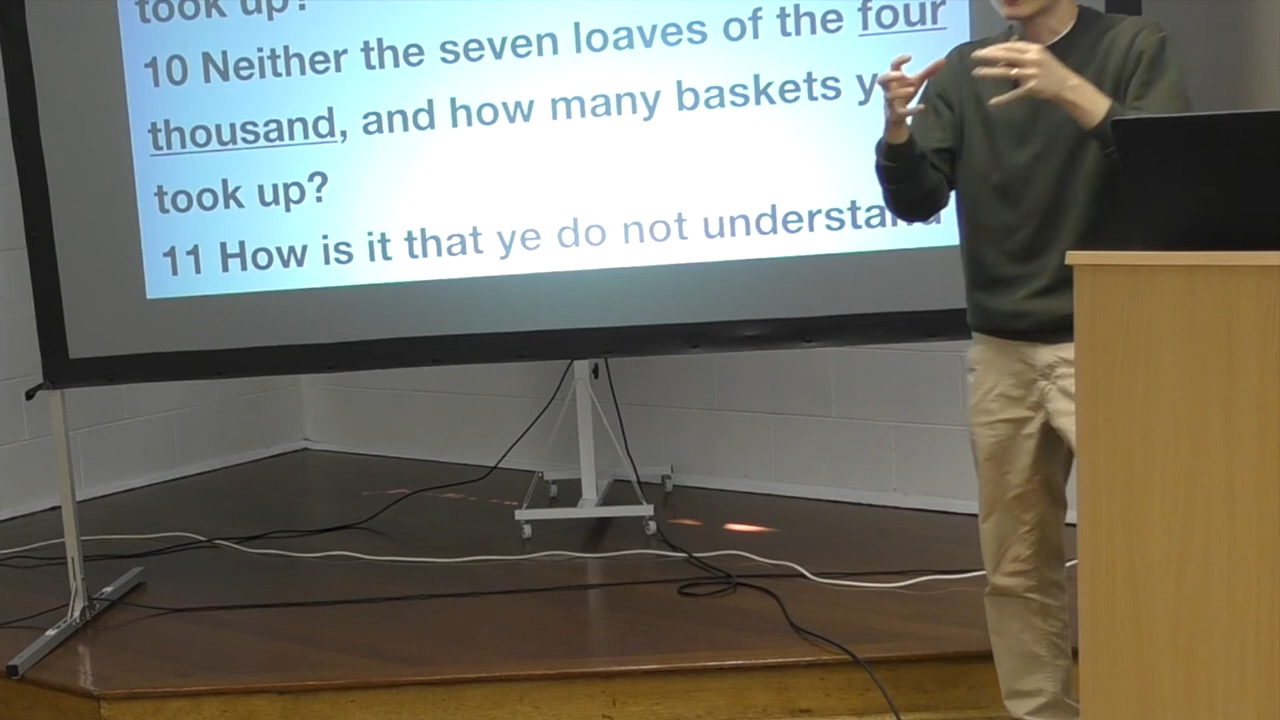 took up?
10 Neither the seven loaves of the four
thousand, and how many baskets y
took up?
11 How is it that ye do not understand